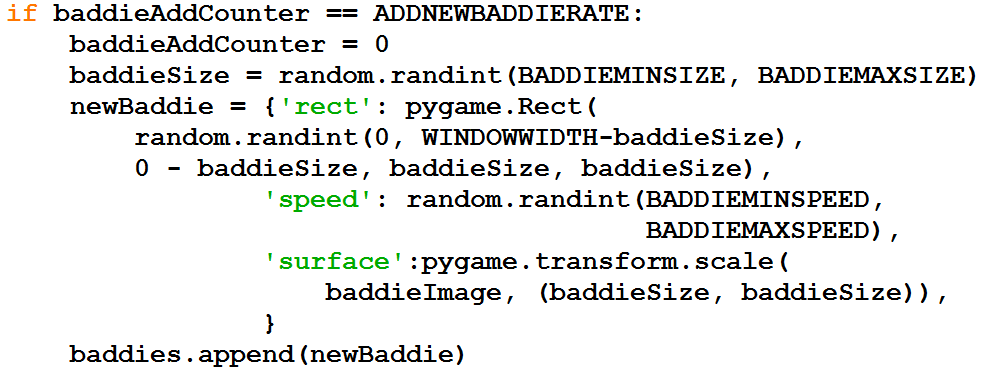 if baddieAddCounter == ADDNEWBADDIERATE:
    baddieAddCounter = 0
    baddieSize = random.randint(BADDIEMINSIZE, BADDIEMAXSIZE)
    newBaddie = {'rect': pygame.Rect(
        random.randint(0, WINDOWWIDTH-baddieSize),
        0 - baddieSize, baddieSize, baddieSize),
                'speed': random.randint(BADDIEMINSPEED,
                                        BADDIEMAXSPEED),
                'surface':pygame.transform.scale(
                    baddieImage, (baddieSize, baddieSize)),
                }
    baddies.append(newBaddie)